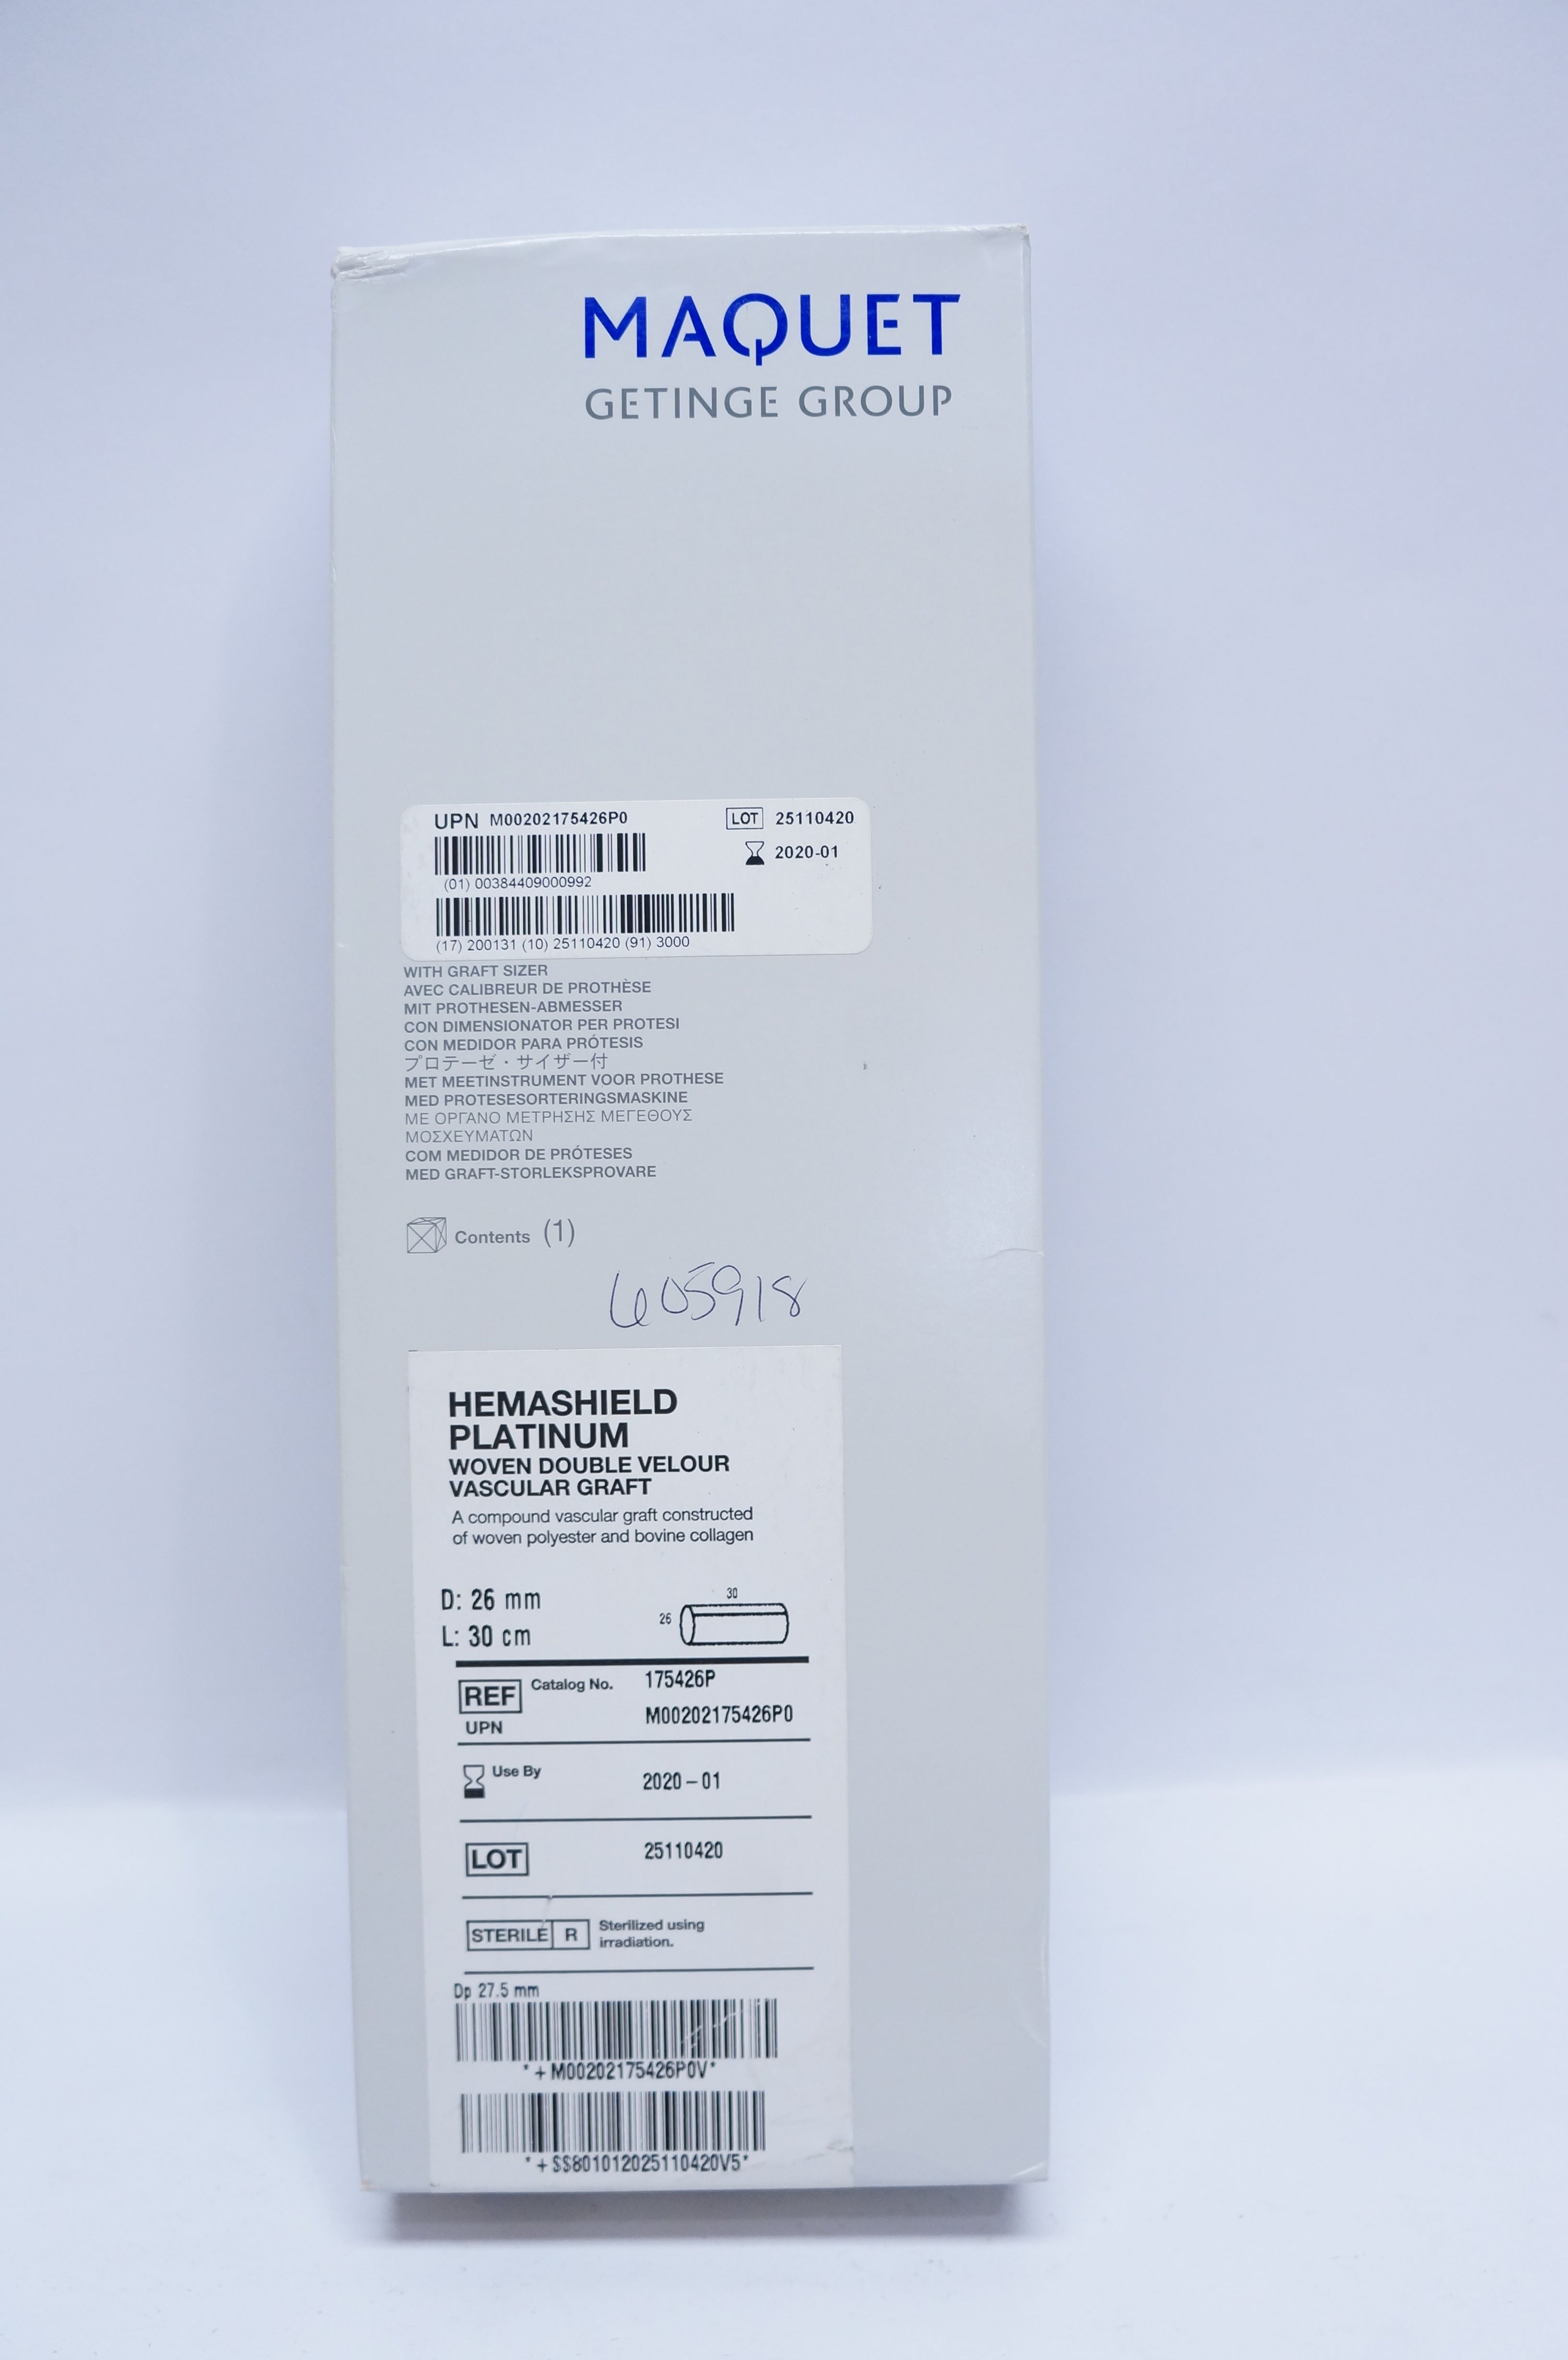 MAQUET
GETINGE GROUP
UPN M00202175426P0
LOT 25110420
2020-01
(01) 00384409000992
(17) 200131 (10) 25110420 (91) 3000
WITH GRAFT SIZER
AVEC CALIBREUR DE PROTHÈSE
MIT PROTHESEN-ABMESSER
CON DIMENSIONATOR PER PROTESI
CON MEDIDOR PARA PRÓTESIS
プロテーゼ・サイザー付
MET MEETINSTRUMENT VOOR PROTHESE
MED PROTESESORTERINGSMASKINE
ΜΕ ΟΡΓΑΝΟ ΜΕΤΡΗΣΗΣ ΜΕΓΕΘΟΥΣ
ΜΟΣΧΕΥΜΑΤΩΝ
COM MEDIDOR DE PRÓTESES
MED GRAFT-STORLEKSPROVARE
Contents (1)
605918
HEMASHIELD
PLATINUM
WOVEN DOUBLE VELOUR
VASCULAR GRAFT
A compound vascular graft constructed
of woven polyester and bovine collagen
D: 26 mm
L: 30 cm
30
26
REF Catalog No. 175426P
UPN M00202175426P0
Use By 2020-01
LOT 25110420
STERILE R Sterilized using
irradiation.
Dp 27.5 mm
*+M00202175426P0V*
*+$$801012025110420V5*